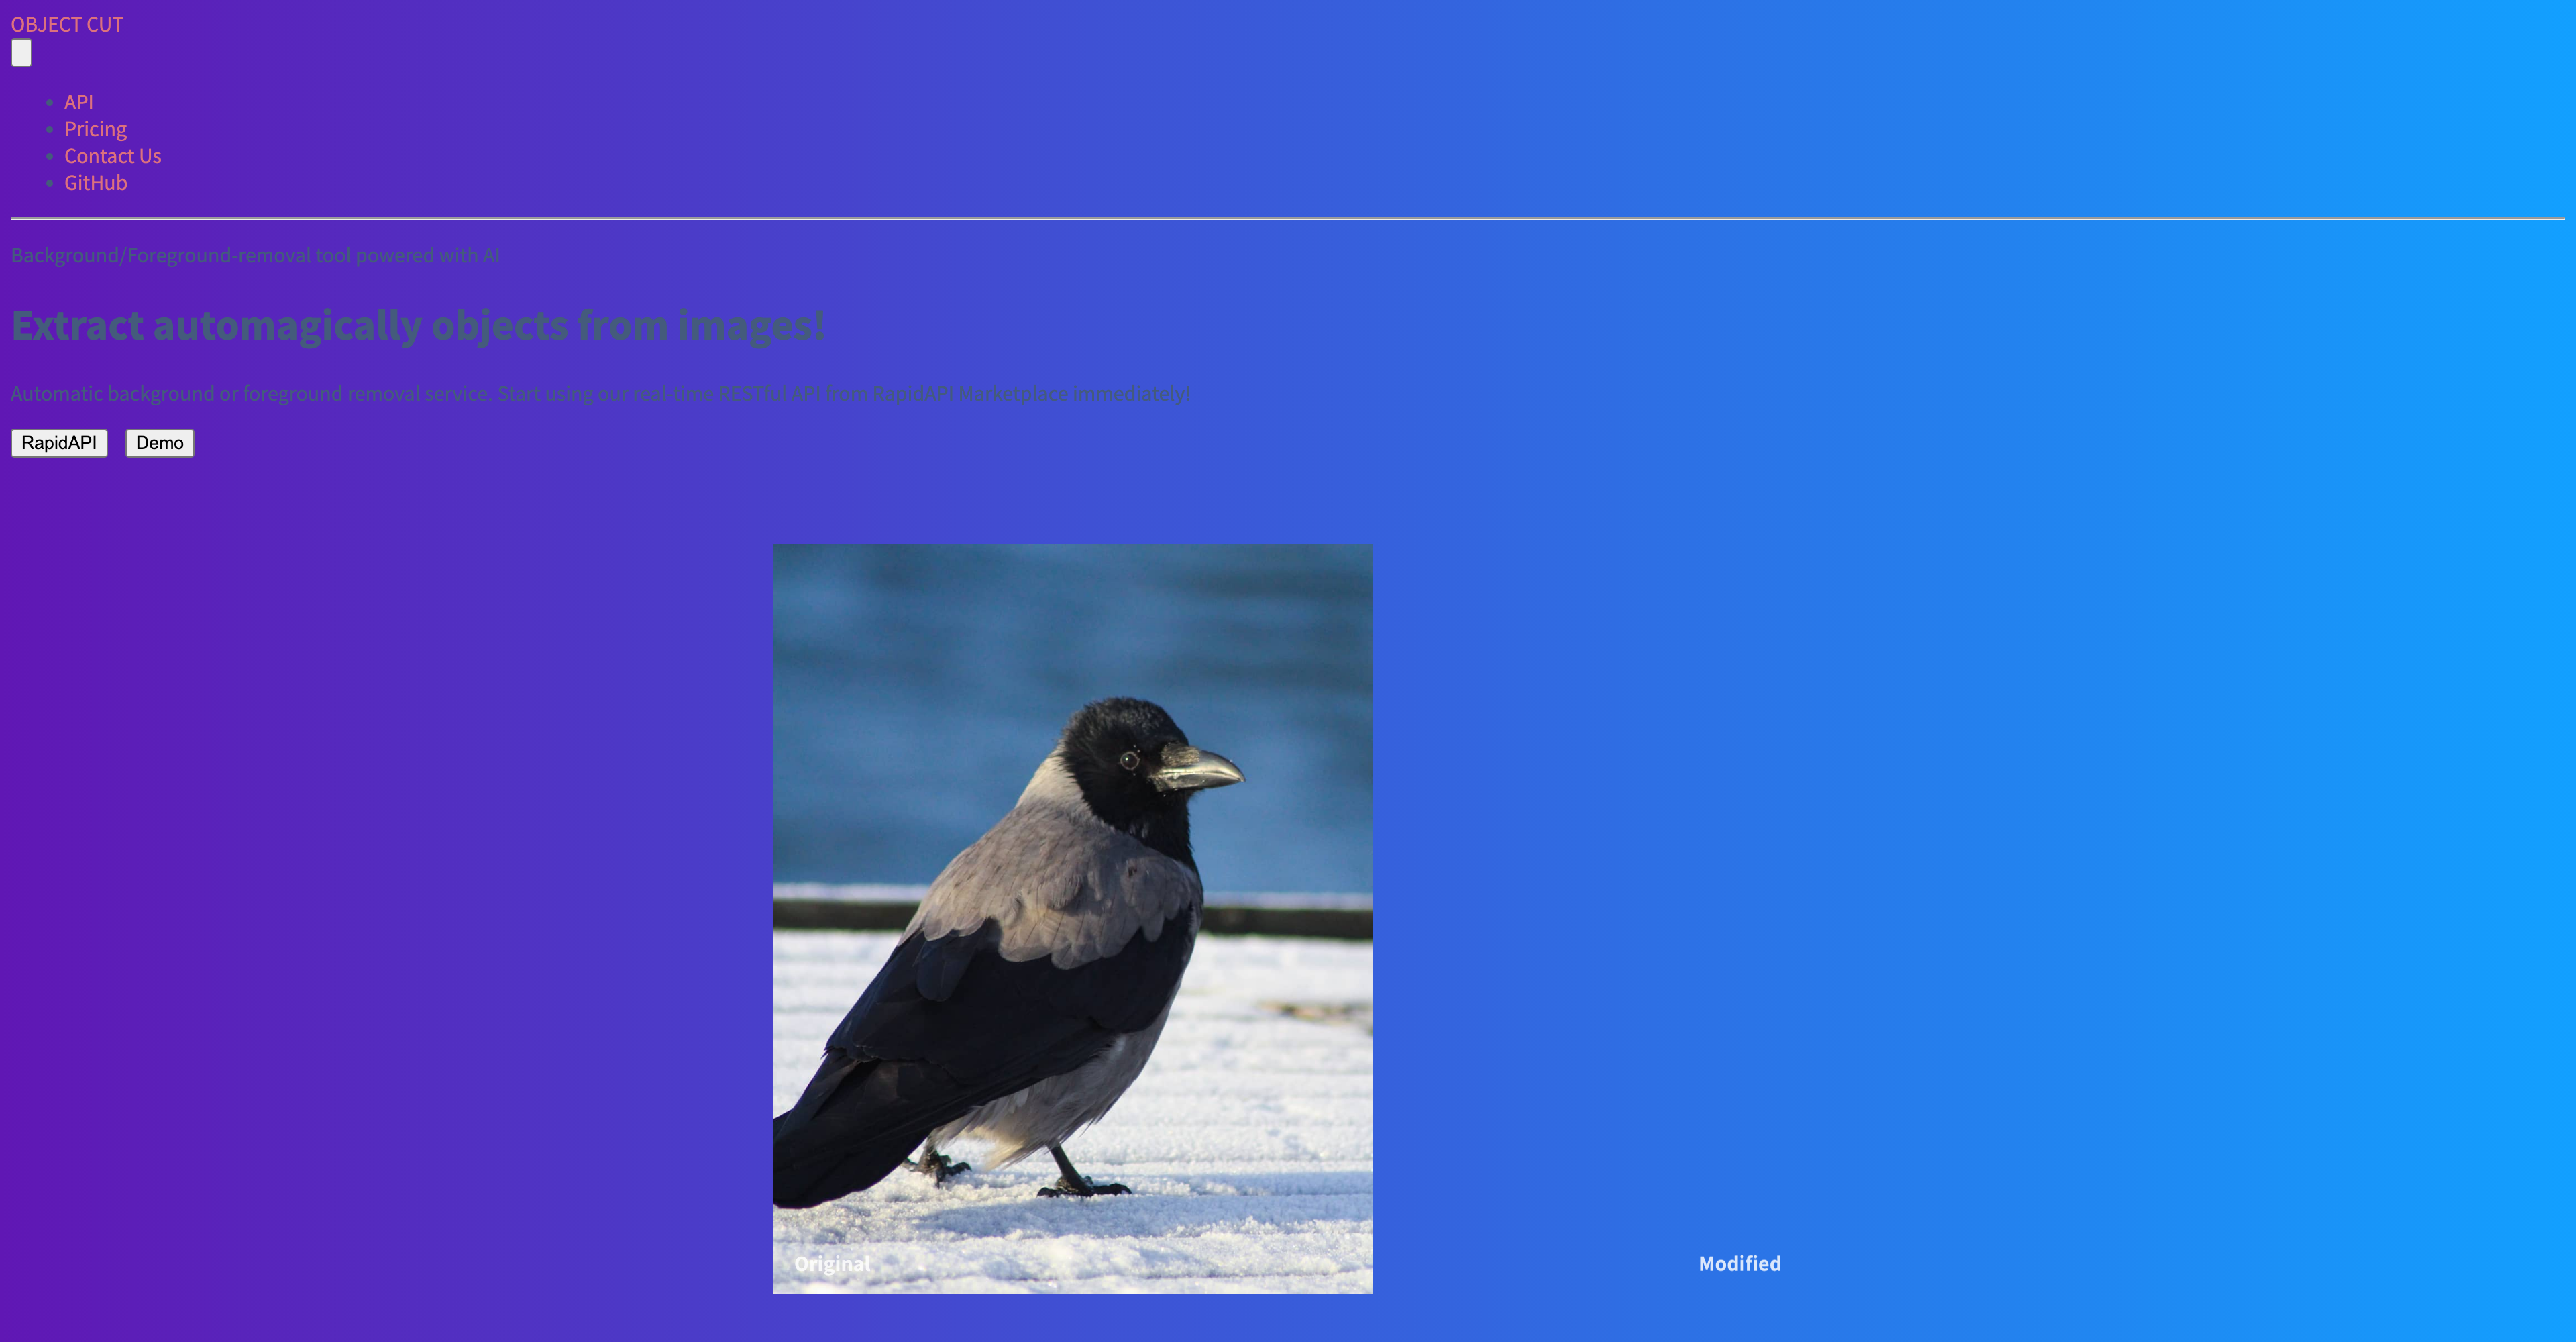 OBJECT CUT
API
Pricing
Contact Us
GitHub
Background/Foreground-removal tool powered with AI
Extract automagically objects from images!
Automatic background or foreground removal service. Start using our real-time RESTful API from RapidAPI Marketplace immediately!
RapidAPI Demo
Original Modified